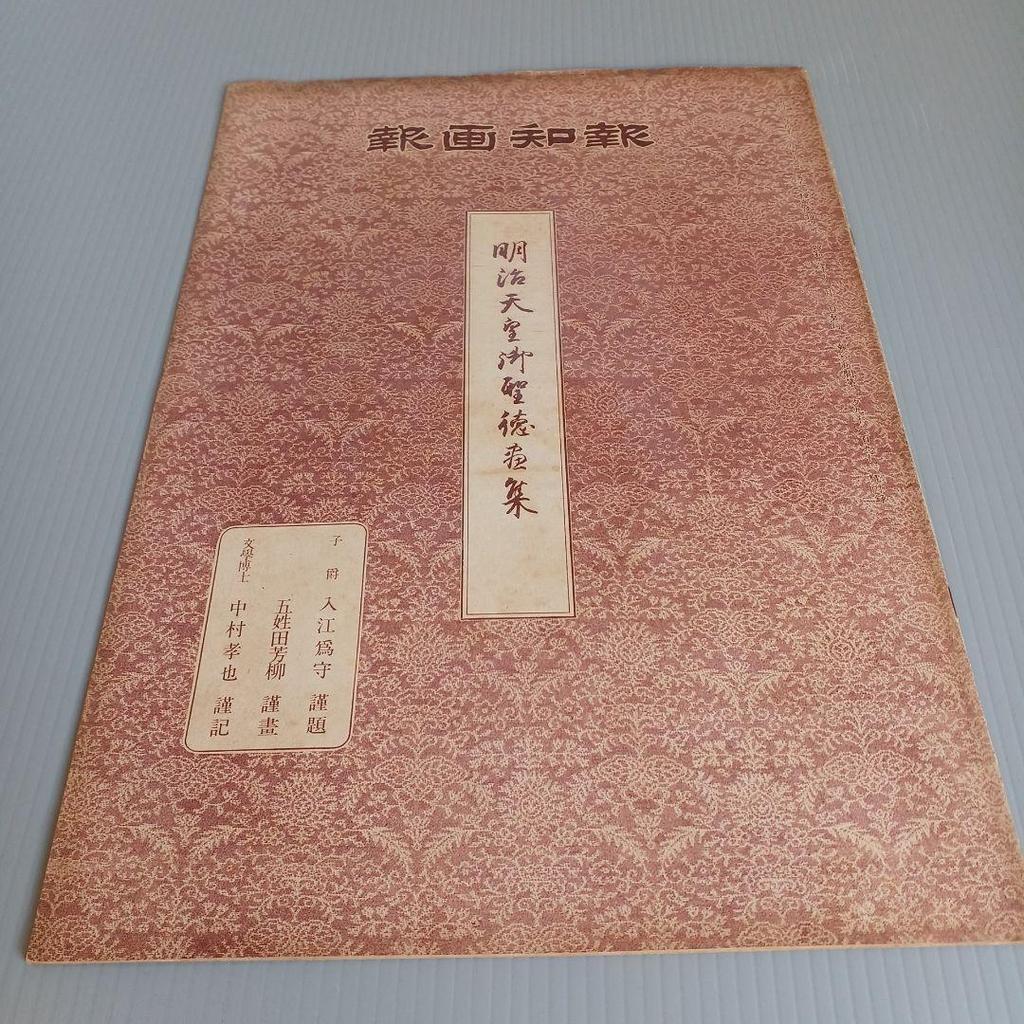 報知画報
明治天皇御聖徳画集
子爵 入江爲守 謹題
五姓田芳柳 謹畫
文學博士 中村孝也 謹記